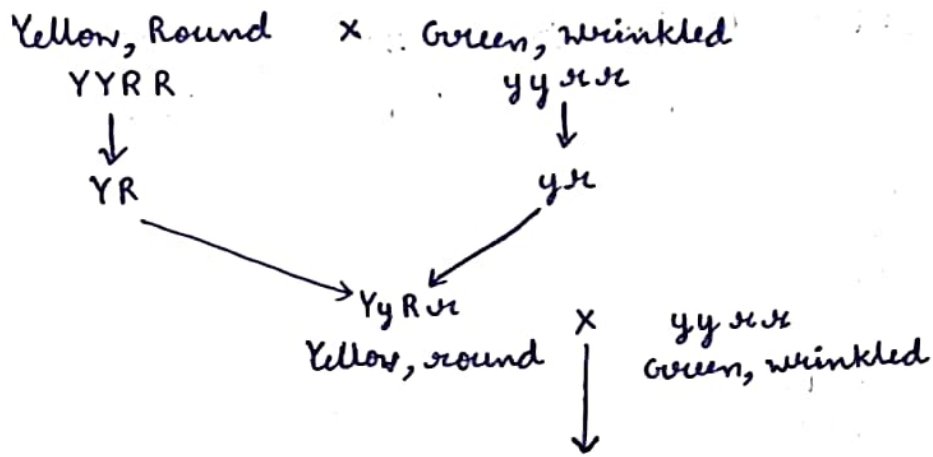 Yellow, Round x Green, wrinkled
YYRR yyrr
YR yr
YyRr x yyrr
Yellow, round Green, wrinkled